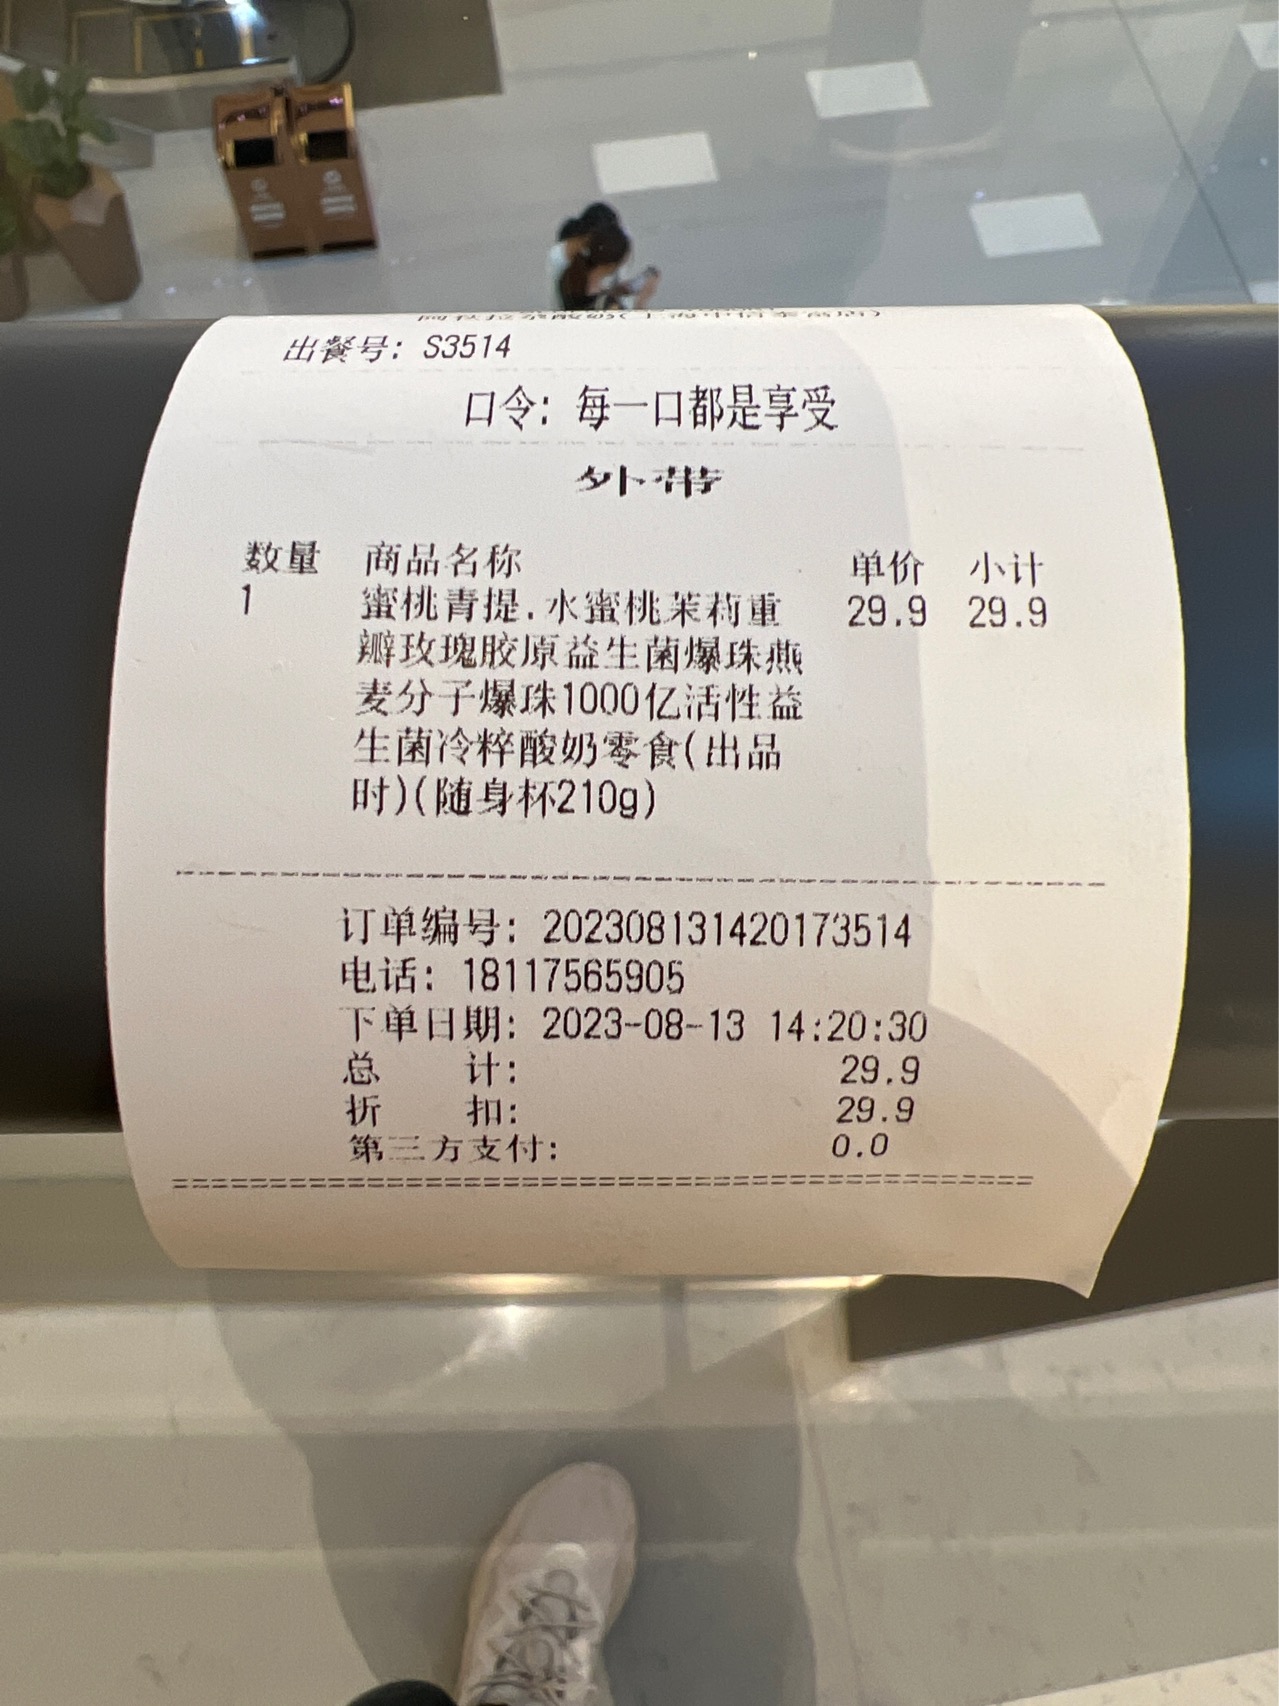 出餐号: S3514
口令: 每一口都是享受
外带
数量 商品名称 单价 小计
1 蜜桃青提.水蜜桃茉莉重 29.9 29.9
瓣玫瑰胶原益生菌爆珠燕
麦分子爆珠1000亿活性益
生菌冷粹酸奶零食(出品
时)(随身杯210g)
订单编号: 202308131420173514
电话: 18117565905
下单日期: 2023-08-13 14:20:30
总 计: 29.9
折 扣: 29.9
第三方支付: 0.0